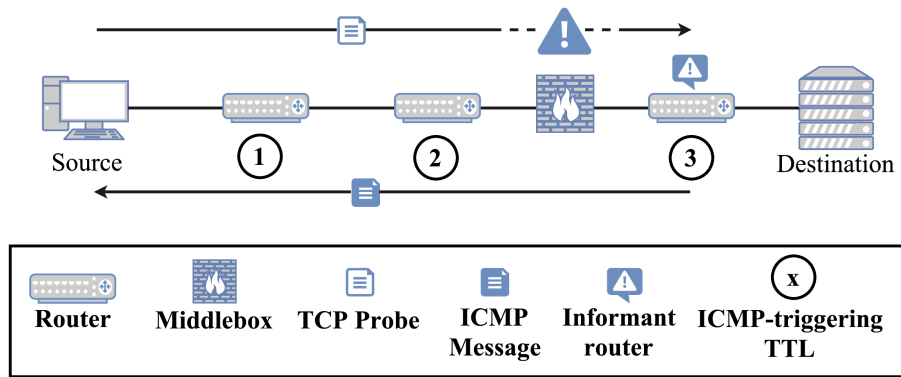 Source
1
2
3
Destination
Router
Middlebox
TCP Probe
ICMP
Message
Informant
router
x
ICMP-triggering
TTL